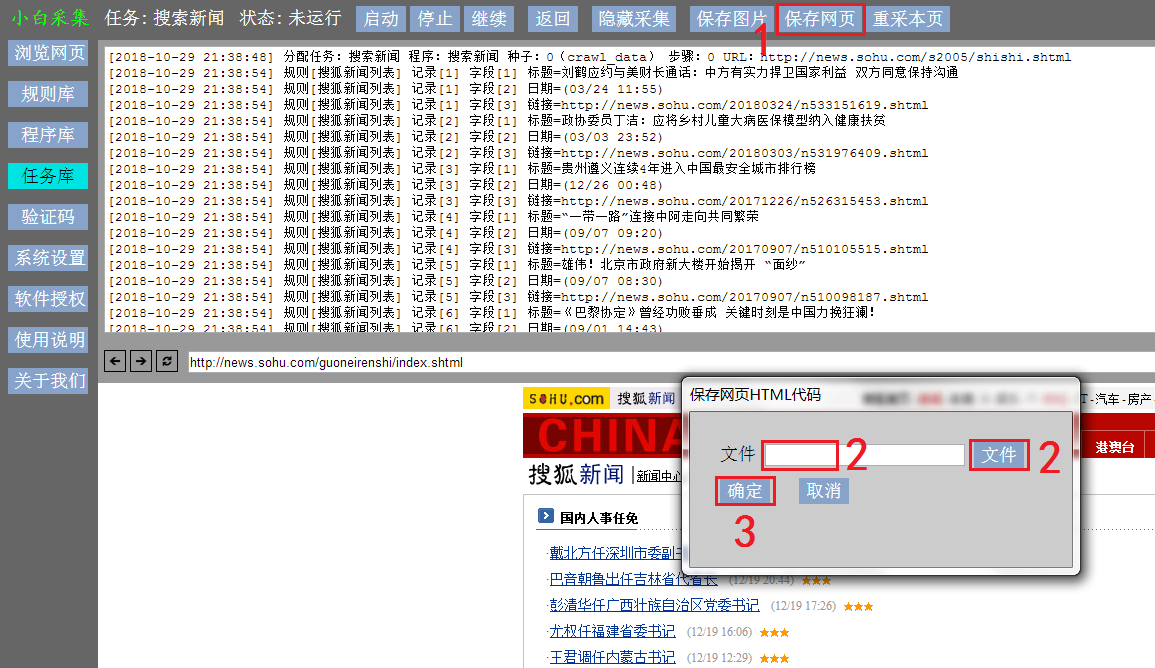 小白采集 任务: 搜索新闻 状态: 未运行 启动 停止 继续 返回 隐藏采集 保存图片 保存网页 重采本页
1
浏览网页
规则库
程序库
任务库
验证码
系统设置
软件授权
使用说明
关于我们
[2018-10-29 21:38:48] 分配任务: 搜索新闻 程序: 搜索新闻 种子: 0 (crawl_data) 步骤: 0 URL: http://news.sohu.com/s2005/shishi.shtml
[2018-10-29 21:38:54] 规则[搜狐新闻列表] 记录[1] 字段[1] 标题=刘鹤应约与美财长通话: 中方有实力捍卫国家利益 双方同意保持沟通
[2018-10-29 21:38:54] 规则[搜狐新闻列表] 记录[1] 字段[2] 日期=(03/24 11:55)
[2018-10-29 21:38:54] 规则[搜狐新闻列表] 记录[1] 字段[3] 链接=http://news.sohu.com/20180324/n533151619.shtml
[2018-10-29 21:38:54] 规则[搜狐新闻列表] 记录[2] 字段[1] 标题=政协委员丁洁: 应将乡村儿童大病医保模型纳入健康扶贫
[2018-10-29 21:38:54] 规则[搜狐新闻列表] 记录[2] 字段[2] 日期=(03/03 23:52)
[2018-10-29 21:38:54] 规则[搜狐新闻列表] 记录[2] 字段[3] 链接=http://news.sohu.com/20180303/n531976409.shtml
[2018-10-29 21:38:54] 规则[搜狐新闻列表] 记录[3] 字段[1] 标题=贵州遵义连续4年进入中国最安全城市排行榜
[2018-10-29 21:38:54] 规则[搜狐新闻列表] 记录[3] 字段[2] 日期=(12/26 00:48)
[2018-10-29 21:38:54] 规则[搜狐新闻列表] 记录[3] 字段[3] 链接=http://news.sohu.com/20171226/n526315453.shtml
[2018-10-29 21:38:54] 规则[搜狐新闻列表] 记录[4] 字段[1] 标题=“一带一路”连接中阿走向共同繁荣
[2018-10-29 21:38:54] 规则[搜狐新闻列表] 记录[4] 字段[2] 日期=(09/07 09:20)
[2018-10-29 21:38:54] 规则[搜狐新闻列表] 记录[4] 字段[3] 链接=http://news.sohu.com/20170907/n510105515.shtml
[2018-10-29 21:38:54] 规则[搜狐新闻列表] 记录[5] 字段[1] 标题=雄伟! 北京市政府新大楼开始揭开 “面纱”
[2018-10-29 21:38:54] 规则[搜狐新闻列表] 记录[5] 字段[2] 日期=(09/07 08:30)
[2018-10-29 21:38:54] 规则[搜狐新闻列表] 记录[5] 字段[3] 链接=http://news.sohu.com/20170907/n510098187.shtml
[2018-10-29 21:38:54] 规则[搜狐新闻列表] 记录[6] 字段[1] 标题=《巴黎协定》曾经功败垂成 关键时刻是中国力挽狂澜!
[2018-10-29 21:38:54] 规则[搜狐新闻列表] 记录[6] 字段[2] 日期=(09/01 14:43)
http://news.sohu.com/guoneirenshi/index.shtml
SOHU.com 搜狐新闻
T-汽车-房产
CHINA
港澳台
搜狐新闻 新闻中心
保存网页HTML代码
文件 2 文件 2
确定 取消
3
国内人事任免
·戴北方任深圳市委副
·巴音朝鲁出任吉林省代省长 (12/19 20:44) ★★★
·彭清华任广西壮族自治区党委书记 (12/19 17:26) ★★★
·尤权任福建省委书记 (12/19 16:06) ★★★
·王君调任内蒙古书记 (12/19 12:29) ★★★